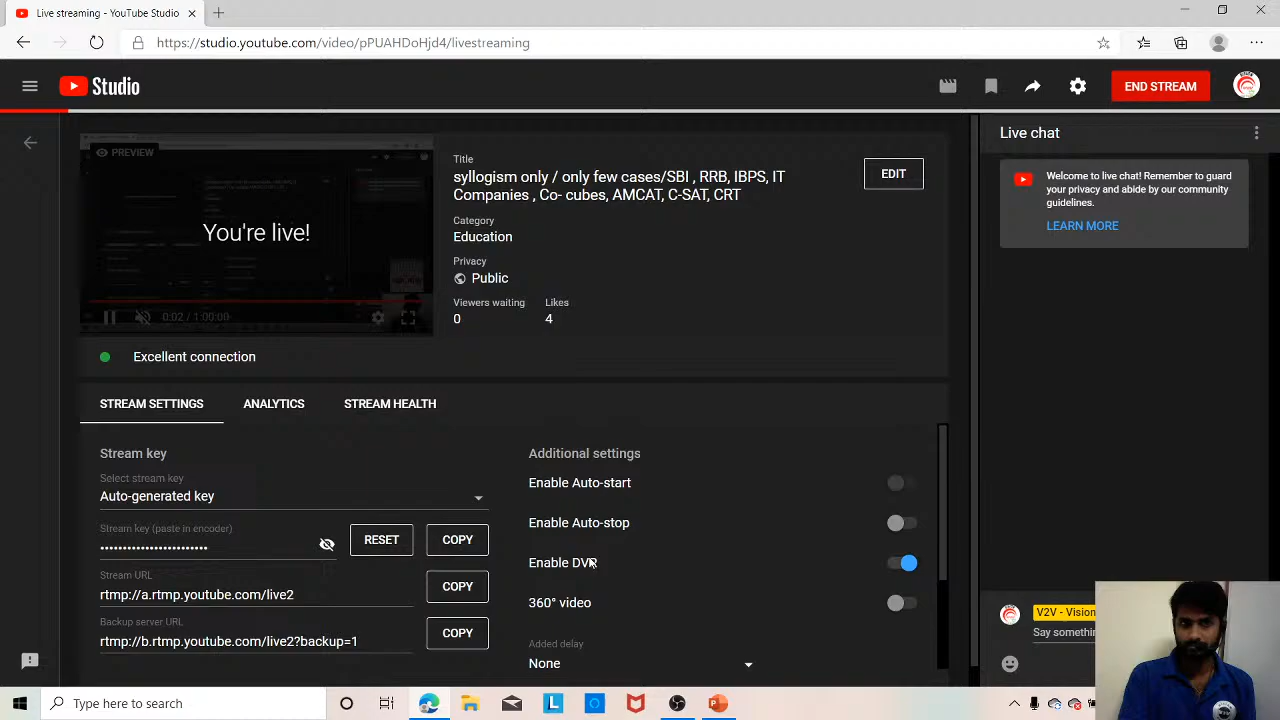 Live streaming - YouTube Studio
https://studio.youtube.com/video/pPUAHDoHjd4/livestreaming
Studio
END STREAM
PREVIEW
You're live!
0:02 / 1:00:00
Title
syllogism only / only few cases/SBI , RRB, IBPS, IT
Companies , Co- cubes, AMCAT, C-SAT, CRT
EDIT
Category
Education
Privacy
Public
Viewers waiting Likes
0 4
Excellent connection
STREAM SETTINGS ANALYTICS STREAM HEALTH
Stream key
Select stream key
Auto-generated key
Stream key (paste in encoder)
RESET COPY
Stream URL
rtmp://a.rtmp.youtube.com/live2
COPY
Backup server URL
rtmp://b.rtmp.youtube.com/live2?backup=1
COPY
Additional settings
Enable Auto-start
Enable Auto-stop
Enable DVR
360° video
Added delay
None
Live chat
Welcome to live chat! Remember to guard
your privacy and abide by our community
guidelines.
LEARN MORE
V2V - Vision
Say something
Type here to search